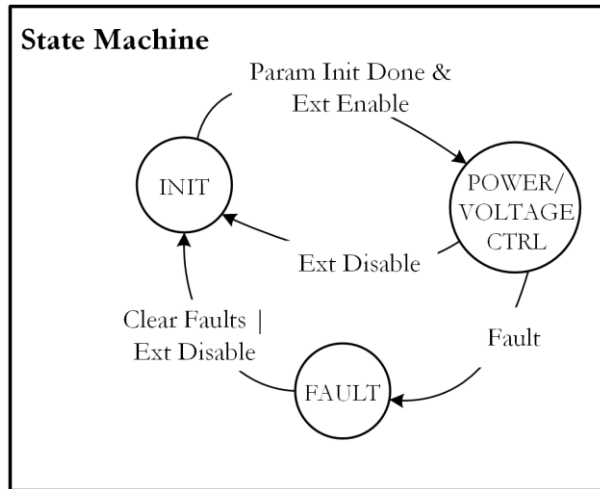 State Machine
Param Init Done &
Ext Enable
INIT
POWER/
VOLTAGE
CTRL
Ext Disable
Clear Faults |
Ext Disable
Fault
FAULT